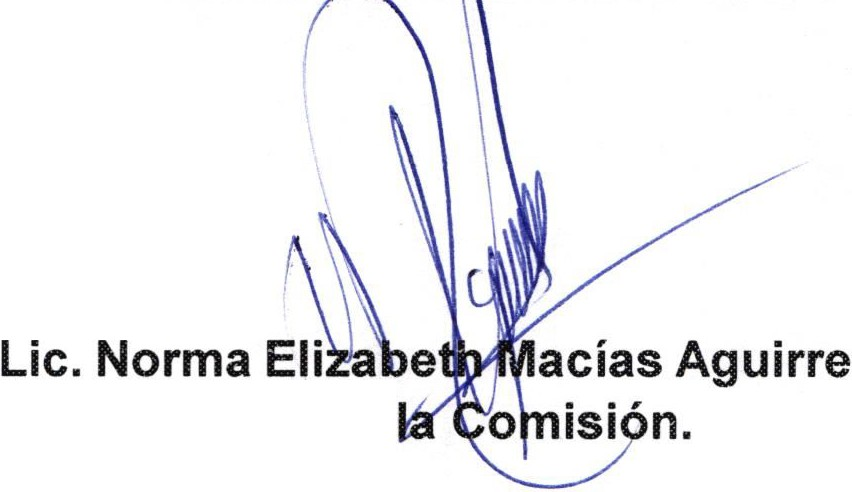 Lic. Norma Elizabeth Macías Aguirre
la Comisión.